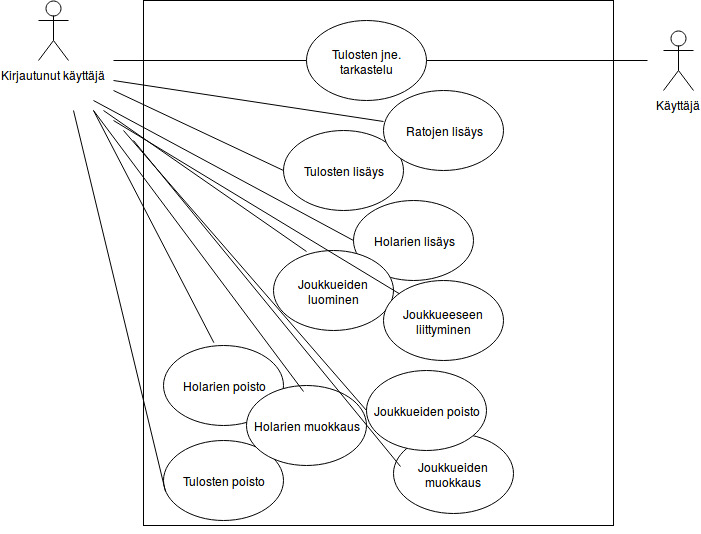 Tulosten jne.
tarkastelu
Kirjautunut käyttäjä
Käyttäjä
Ratojen lisäys
Tulosten lisäys
Holarien lisäys
Joukkueiden
luominen
Joukkueeseen
liittyminen
Holarien poisto
Joukkueiden poisto
Holarien muokkaus
Joukkueiden
muokkaus
Tulosten poisto